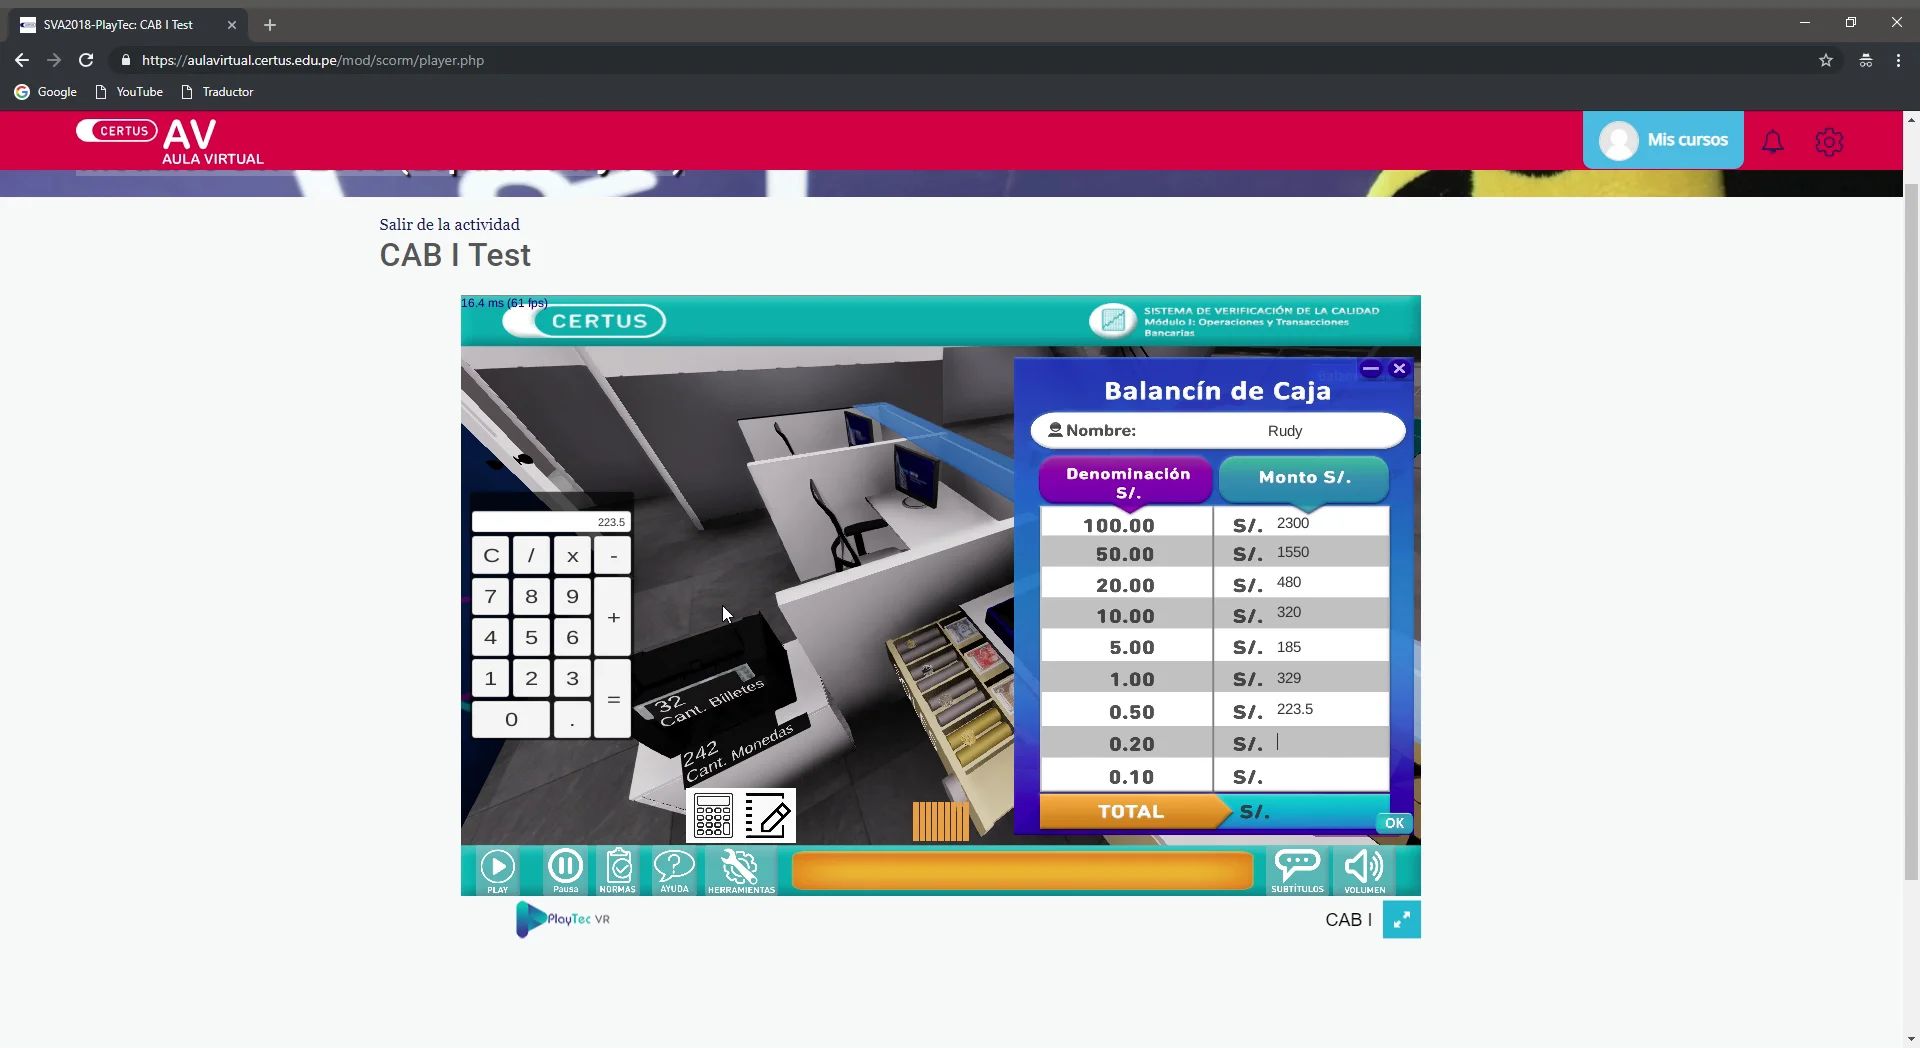 SVA2018-PlayTec: CAB I Test
https://aulavirtual.certus.edu.pe/mod/scorm/player.php
Google YouTube Traductor
CERTUS AV
AULA VIRTUAL
Mis cursos
Salir de la actividad
CAB I Test
16.4 ms (61 fps)
CERTUS
SISTEMA DE VERIFICACIÓN DE LA CALIDAD
Módulo I: Operaciones y Transacciones
Bancarias
Balancín de Caja
Nombre: Rudy
Denominación
S/.
Monto S/.
100.00 S/. 2300
50.00 S/. 1550
20.00 S/. 480
10.00 S/. 320
5.00 S/. 185
1.00 S/. 329
0.50 S/. 223.5
0.20 S/.
0.10 S/.
TOTAL S/.
OK
223.5
C / x -
7 8 9 +
4 5 6
1 2 3 =
0 .
32
Cant. Billetes
242
Cant. Monedas
PLAY
Pausa
NORMAS
AYUDA
HERRAMIENTAS
SUBTÍTULOS
VOLUMEN
PlayTec VR
CAB I